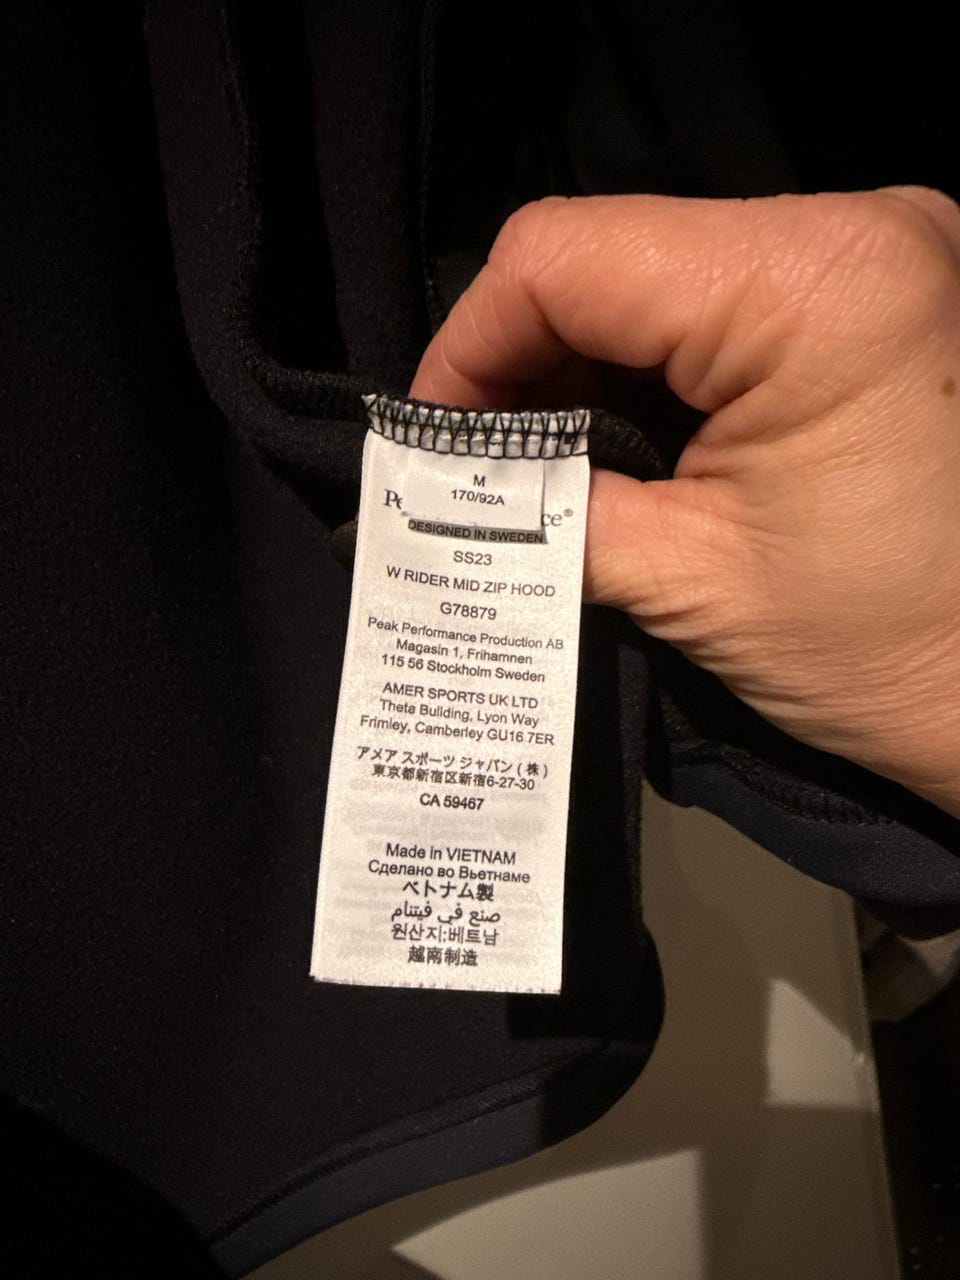 M
170/92A
Pe ce®
DESIGNED IN SWEDEN
SS23
W RIDER MID ZIP HOOD
G78879
Peak Performance Production AB
Magasin 1, Frihamnen
115 56 Stockholm Sweden
AMER SPORTS UK LTD
Theta Building, Lyon Way
Frimley, Camberley GU16 7ER
アメア スポーツ ジャパン ( 株 )
東京都新宿区新宿6-27-30
CA 59467
Made in VIETNAM
Сделано во Вьетнаме
ベトナム製
صنع في فيتنام
원산지:베트남
越南制造